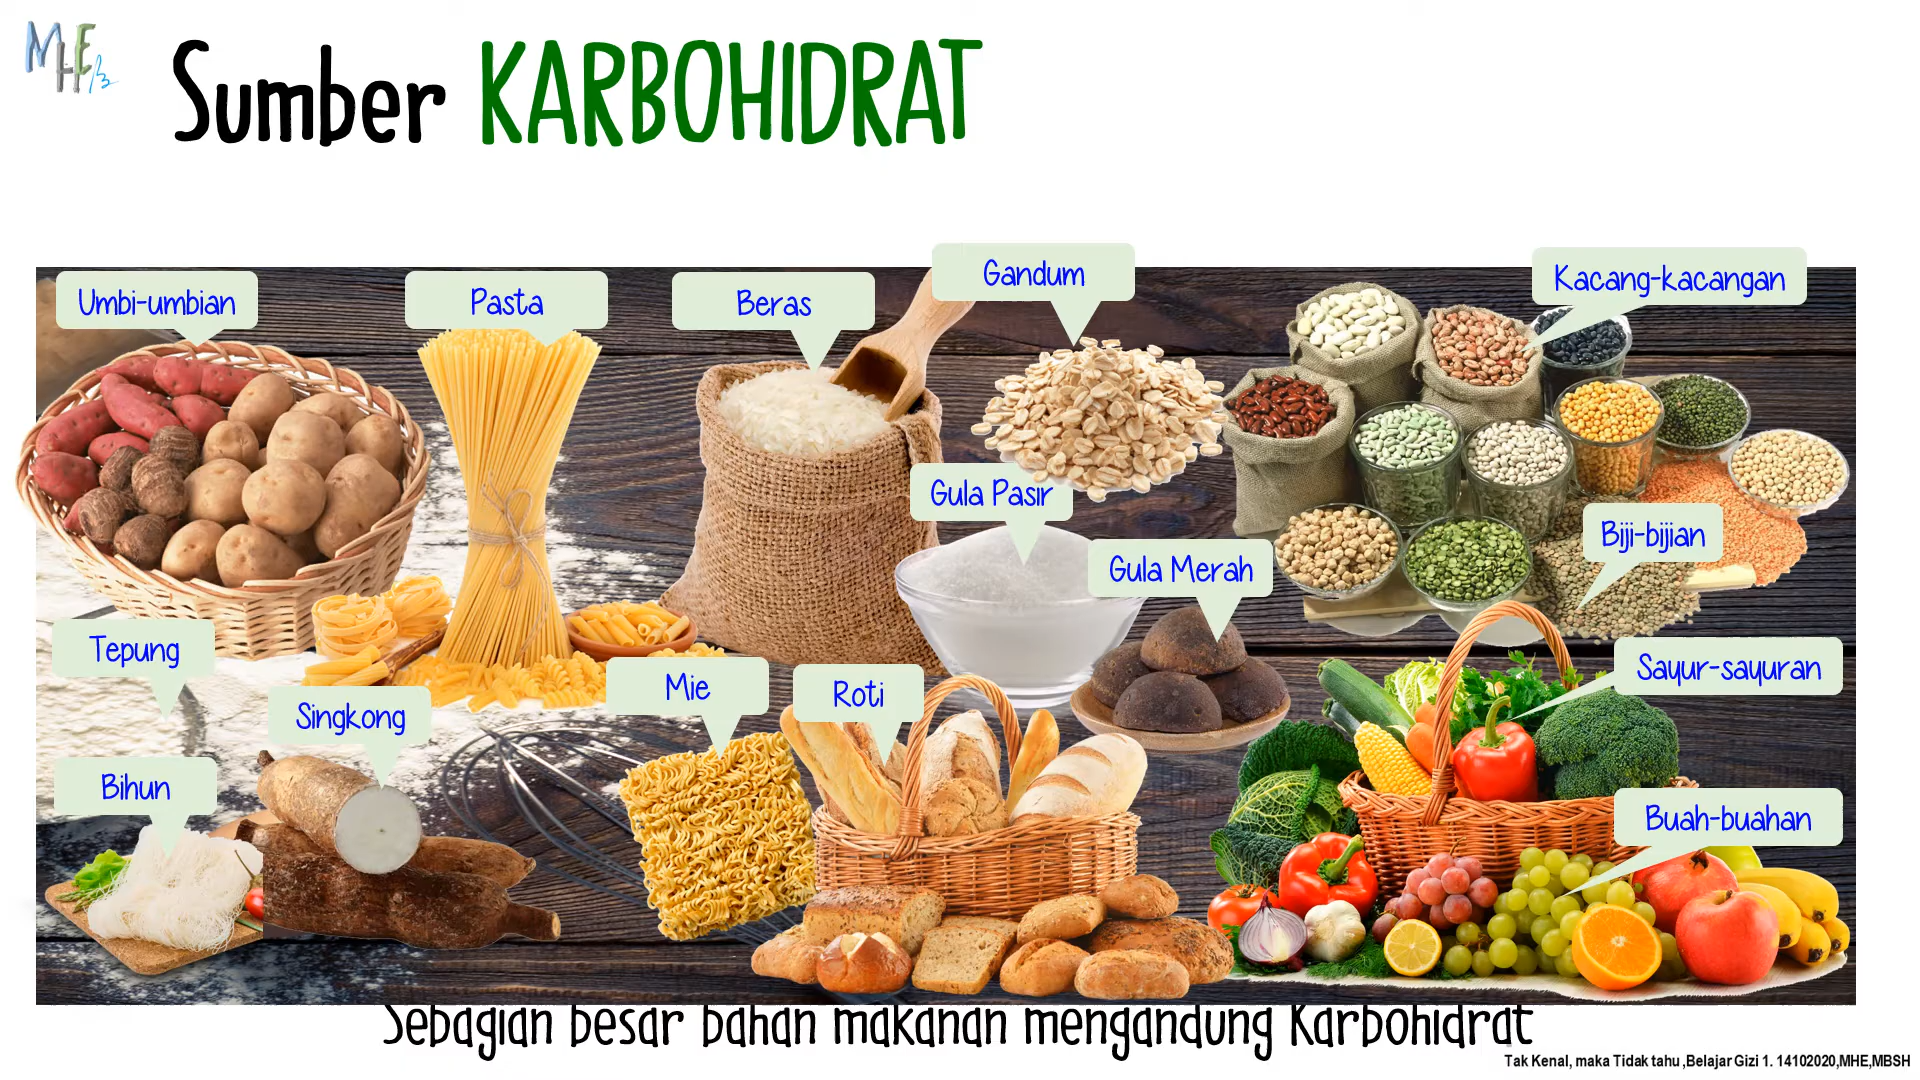 MHEB
Sumber KARBOHIDRAT
Umbi-umbian
Pasta
Beras
Gandum
Kacang-kacangan
Gula Pasir
Gula Merah
Biji-bijian
Tepung
Singkong
Mie
Roti
Sayur-sayuran
Bihun
Buah-buahan
Sebagian besar bahan makanan mengandung Karbohidrat
Tak Kenal, maka Tidak tahu ,Belajar Gizi 1. 14102020,MHE,MBSH